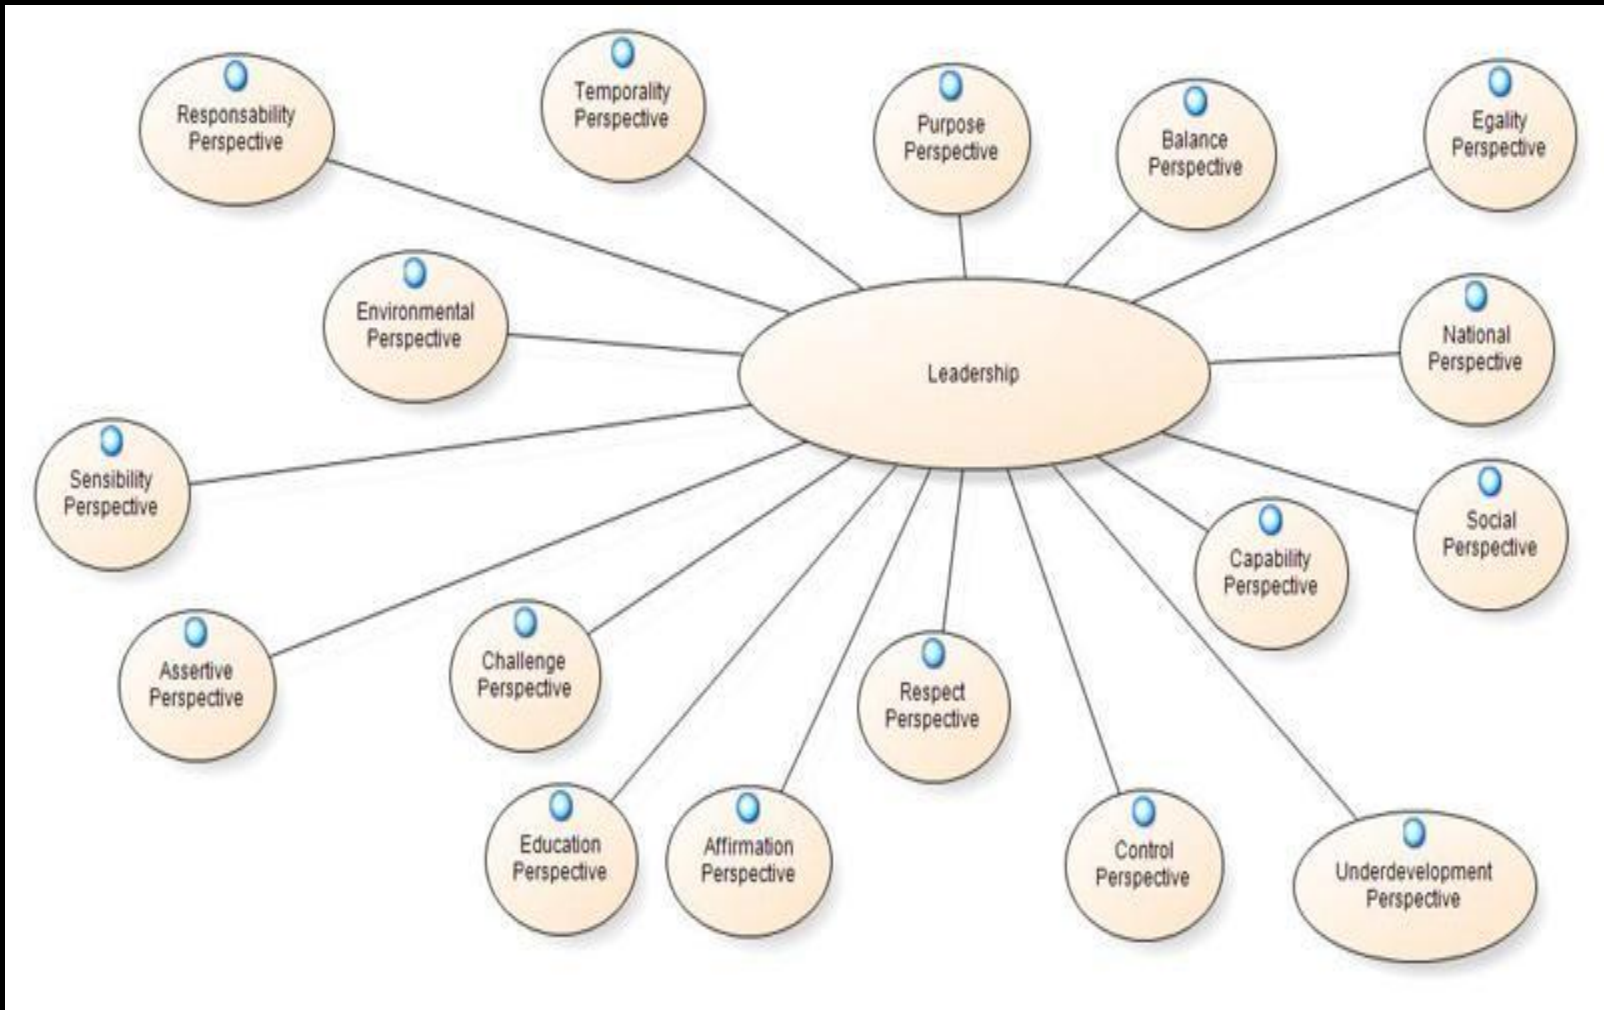 Responsability
Perspective
Temporality
Perspective
Purpose
Perspective
Balance
Perspective
Egality
Perspective
Environmental
Perspective
Leadership
National
Perspective
Sensibility
Perspective
Social
Perspective
Capability
Perspective
Assertive
Perspective
Challenge
Perspective
Respect
Perspective
Education
Perspective
Affirmation
Perspective
Control
Perspective
Underdevelopment
Perspective